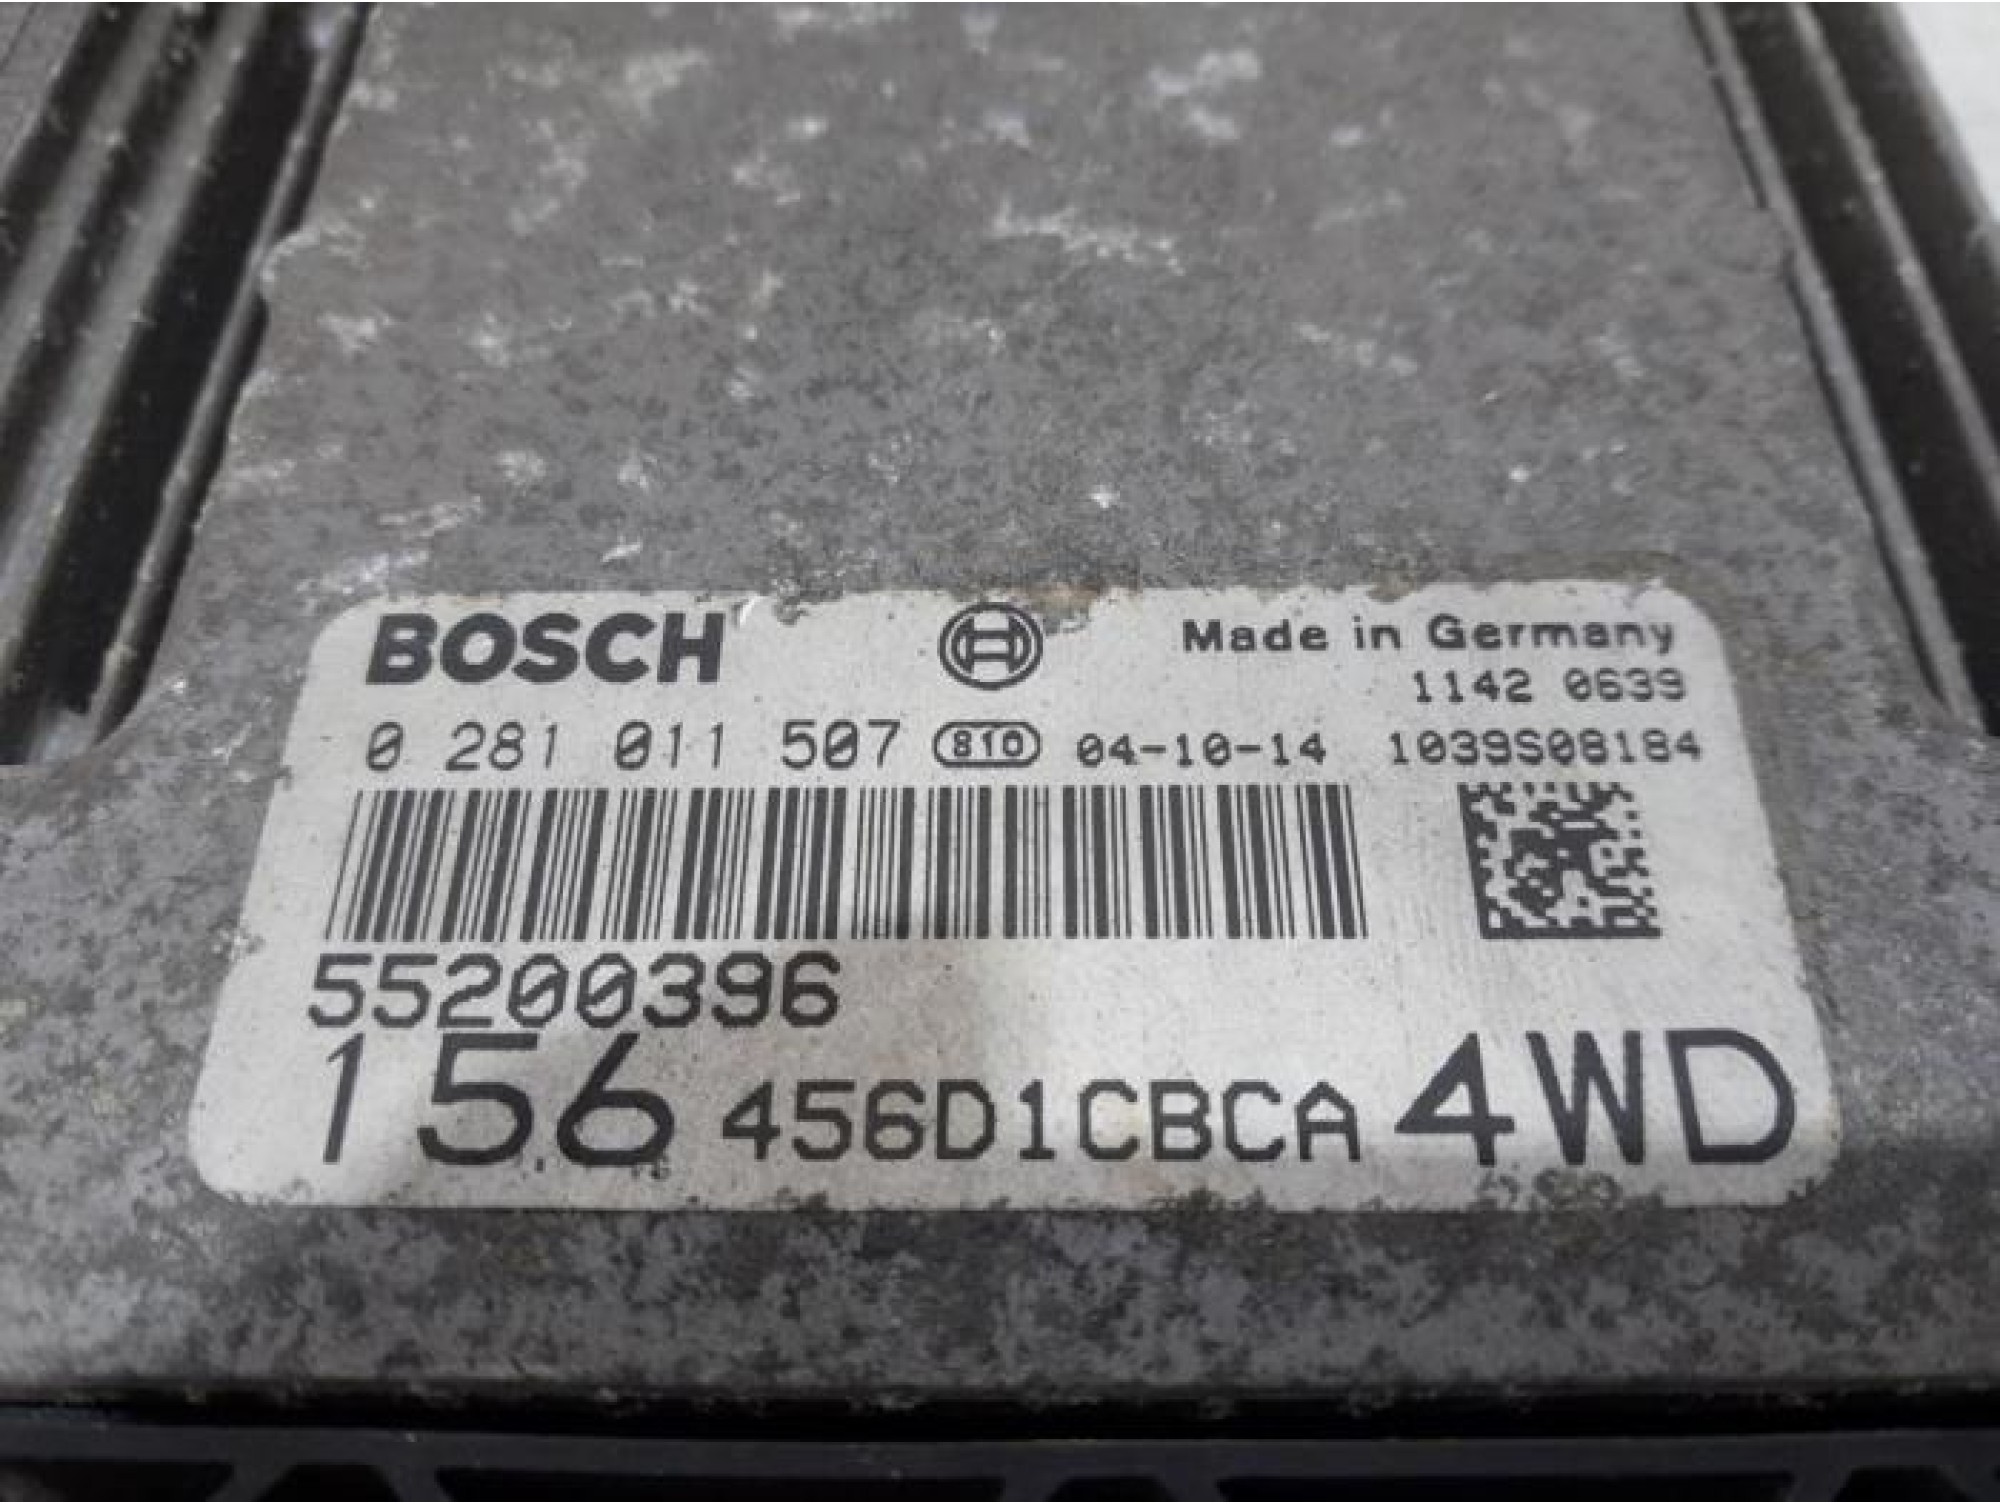 BOSCH
Made in Germany
1142 0639
0 281 011 507 810 04-10-14 1039S08184
55200396
156 456D1CBCA 4WD